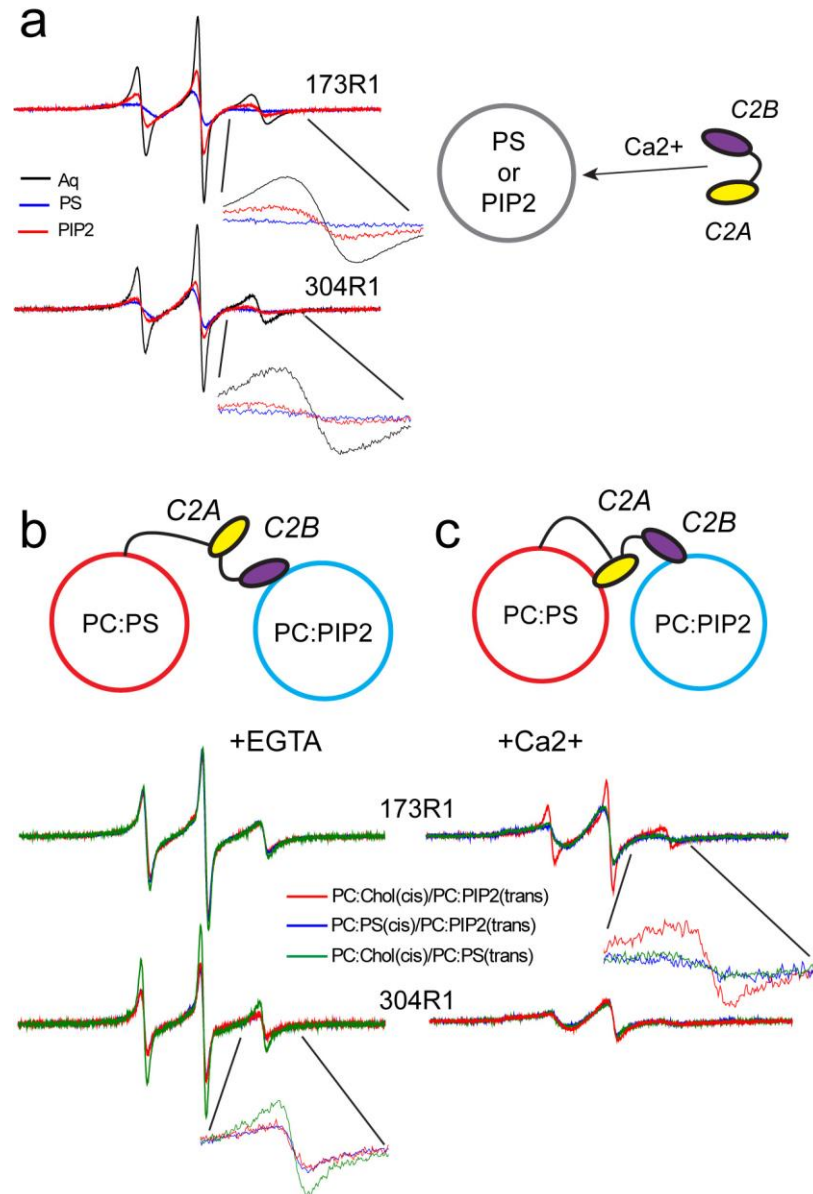 a
173R1
Aq
PS
PIP2
304R1
PS
or
PIP2
Ca2+
C2B
C2A
b
C2A
C2B
PC:PS
PC:PIP2
c
C2A
C2B
PC:PS
PC:PIP2
+EGTA
+Ca2+
173R1
PC:Chol(cis)/PC:PIP2(trans)
PC:PS(cis)/PC:PIP2(trans)
PC:Chol(cis)/PC:PS(trans)
304R1